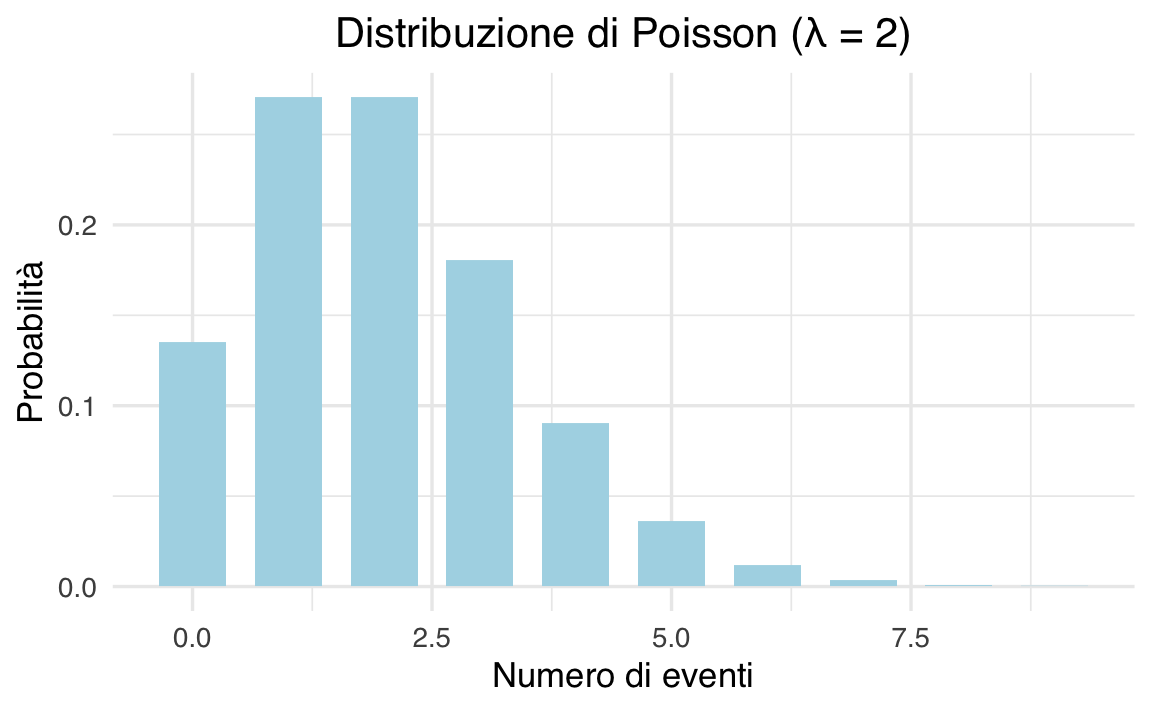 Distribuzione di Poisson (λ = 2)
Probabilità
0.2
0.1
0.0
0.0 2.5 5.0 7.5
Numero di eventi